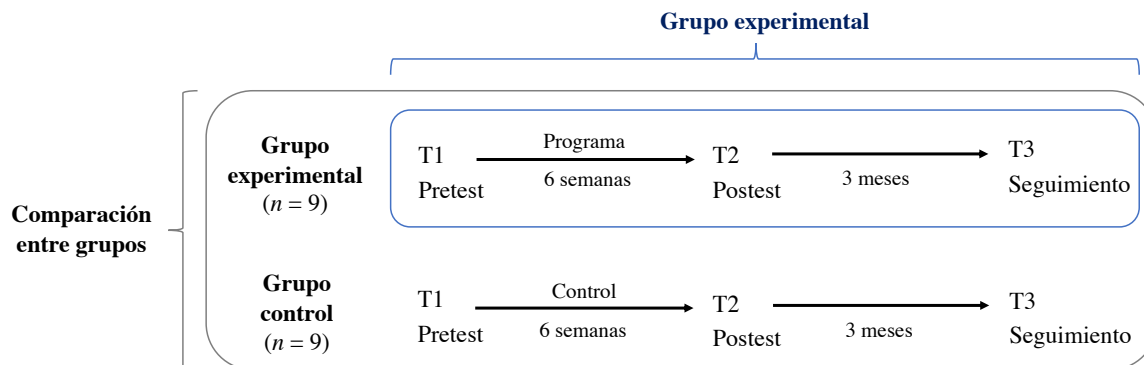 Grupo experimental
Comparación
entre grupos
Grupo
experimental
(n = 9)
T1
Pretest
Programa
6 semanas
T2
Postest
3 meses
T3
Seguimiento
Grupo
control
(n = 9)
T1
Pretest
Control
6 semanas
T2
Postest
3 meses
T3
Seguimiento